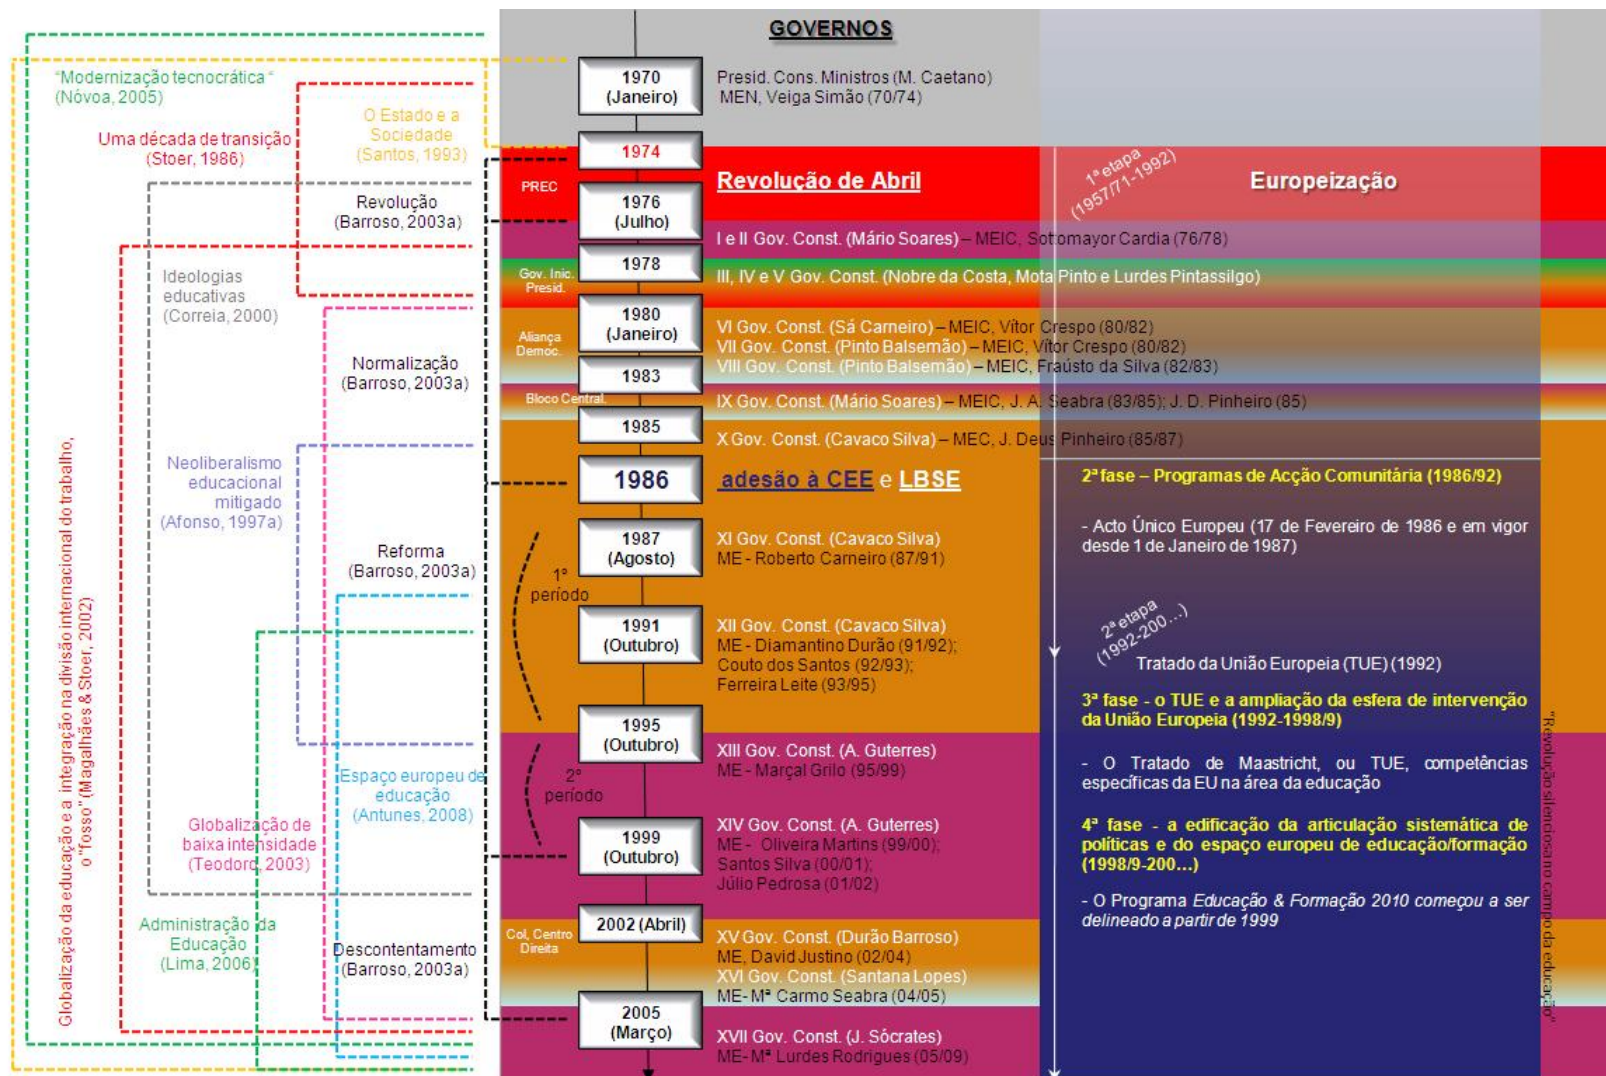 GOVERNOS
"Modernização tecnocrática "
(Nóvoa, 2005)
Uma década de transição
(Stoer, 1986)
O Estado e a
Sociedade
(Santos, 1993)
Revolução
(Barroso, 2003a)
Ideologias
educativas
(Correia, 2000)
Normalização
(Barroso, 2003a)
Neoliberalismo
educacional
mitigado
(Afonso, 1997a)
Reforma
(Barroso, 2003a)
Globalização da educação e a integração na divisão internacional do trabalho,
o "fosso" (Magalhães & Stoer, 2002)
Espaço europeu de
educação
(Antunes, 2008)
Globalização de
baixa intensidade
(Teodoro, 2003)
Administração da
Educação
(Lima, 2006)
Descontentamento
(Barroso, 2003a)
1970
(Janeiro)
Presid. Cons. Ministros (M. Caetano)
MEN, Veiga Simão (70/74)
1974
PREC
Revolução de Abril
1976
(Julho)
I e II Gov. Const. (Mário Soares) – MEIC, Sottomayor Cardia (76/78)
1978
Gov. Inic.
Presid.
III, IV e V Gov. Const. (Nobre da Costa, Mota Pinto e Lurdes Pintassilgo)
1980
(Janeiro)
Aliança
Democ.
VI Gov. Const. (Sá Carneiro) – MEIC, Vítor Crespo (80/82)
VII Gov. Const. (Pinto Balsemão) – MEIC, Vítor Crespo (80/82)
VIII Gov. Const. (Pinto Balsemão) – MEIC, Fraústo da Silva (82/83)
1983
Bloco Central.
IX Gov. Const. (Mário Soares) – MEIC, J. A. Seabra (83/85); J. D. Pinheiro (85)
1985
X Gov. Const. (Cavaco Silva) – MEC, J. Deus Pinheiro (85/87)
1986
adesão à CEE e LBSE
1987
(Agosto)
XI Gov. Const. (Cavaco Silva)
ME - Roberto Carneiro (87/91)
1º
período
1991
(Outubro)
XII Gov. Const. (Cavaco Silva)
ME - Diamantino Durão (91/92);
Couto dos Santos (92/93);
Ferreira Leite (93/95)
1995
(Outubro)
XIII Gov. Const. (A. Guterres)
ME - Marçal Grilo (95/99)
2º
período
1999
(Outubro)
XIV Gov. Const. (A. Guterres)
ME - Oliveira Martins (99/00);
Santos Silva (00/01);
Júlio Pedrosa (01/02)
2002 (Abril)
Col, Centro
Direita
XV Gov. Const. (Durão Barroso)
ME, David Justino (02/04)
XVI Gov. Const. (Santana Lopes)
ME- Mª Carmo Seabra (04/05)
2005
(Março)
XVII Gov. Const. (J. Sócrates)
ME- Mª Lurdes Rodrigues (05/09)
1ª etapa
(1957/71-1992)
Europeização
2ª fase – Programas de Acção Comunitária (1986/92)
- Acto Único Europeu (17 de Fevereiro de 1986 e em vigor
desde 1 de Janeiro de 1987)
2ª etapa
(1992-200...)
Tratado da União Europeia (TUE) (1992)
3ª fase - o TUE e a ampliação da esfera de intervenção
da União Europeia (1992-1998/9)
- O Tratado de Maastricht, ou TUE, competências
específicas da EU na área da educação
4ª fase - a edificação da articulação sistemática de
políticas e do espaço europeu de educação/formação
(1998/9-200...)
- O Programa Educação & Formação 2010 começou a ser
delineado a partir de 1999
"Revolução silenciosa no campo da educação"